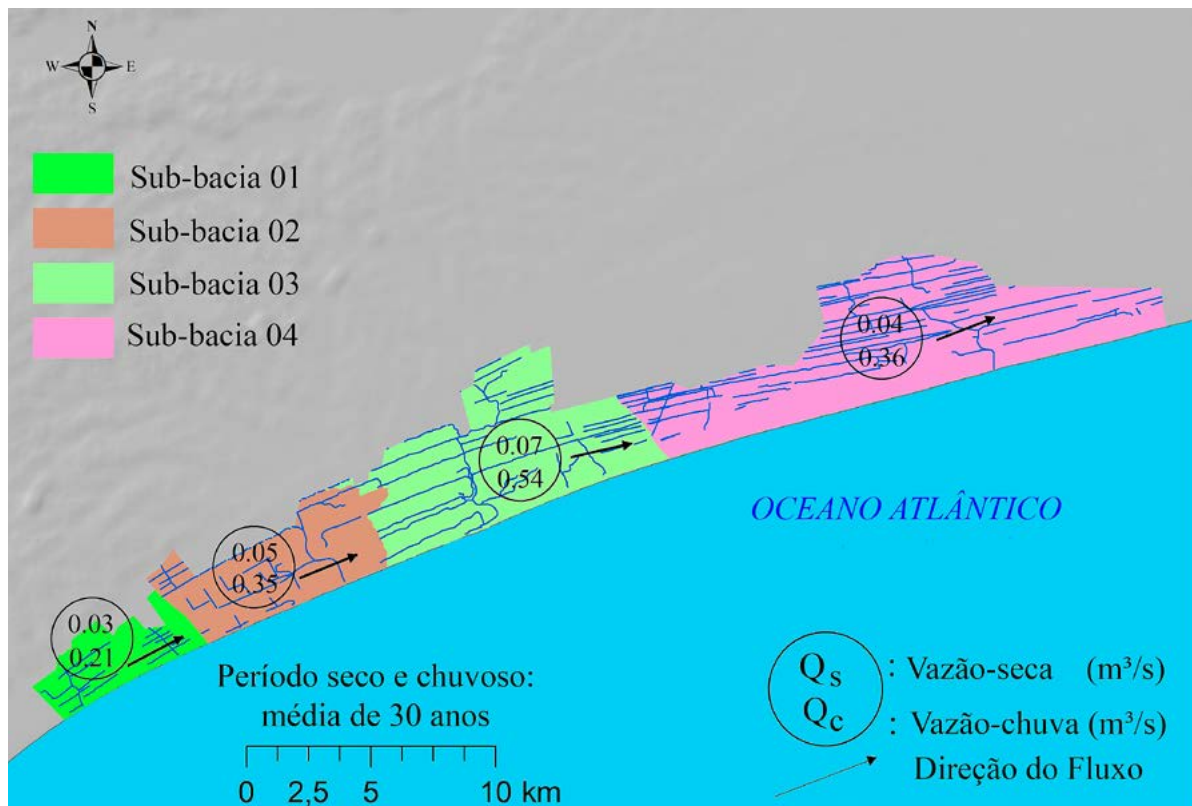 N
W E
S
Sub-bacia 01
Sub-bacia 02
Sub-bacia 03
Sub-bacia 04
0.04
0.36
0.07
0.54
OCEANO ATLÂNTICO
0.05
0.35
0.03
0.21
Período seco e chuvoso:
média de 30 anos
0 2,5 5 10 km
Qs : Vazão-seca (m³/s)
Qc : Vazão-chuva (m³/s)
Direção do Fluxo